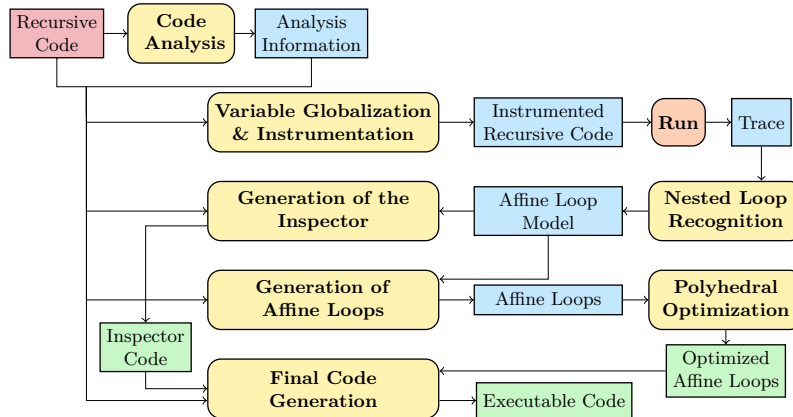 Recursive
Code
Code
Analysis
Analysis
Information
Variable Globalization
& Instrumentation
Instrumented
Recursive Code
Run
Trace
Generation of the
Inspector
Affine Loop
Model
Nested Loop
Recognition
Generation of
Affine Loops
Affine Loops
Polyhedral
Optimization
Inspector
Code
Optimized
Affine Loops
Final Code
Generation
Executable Code